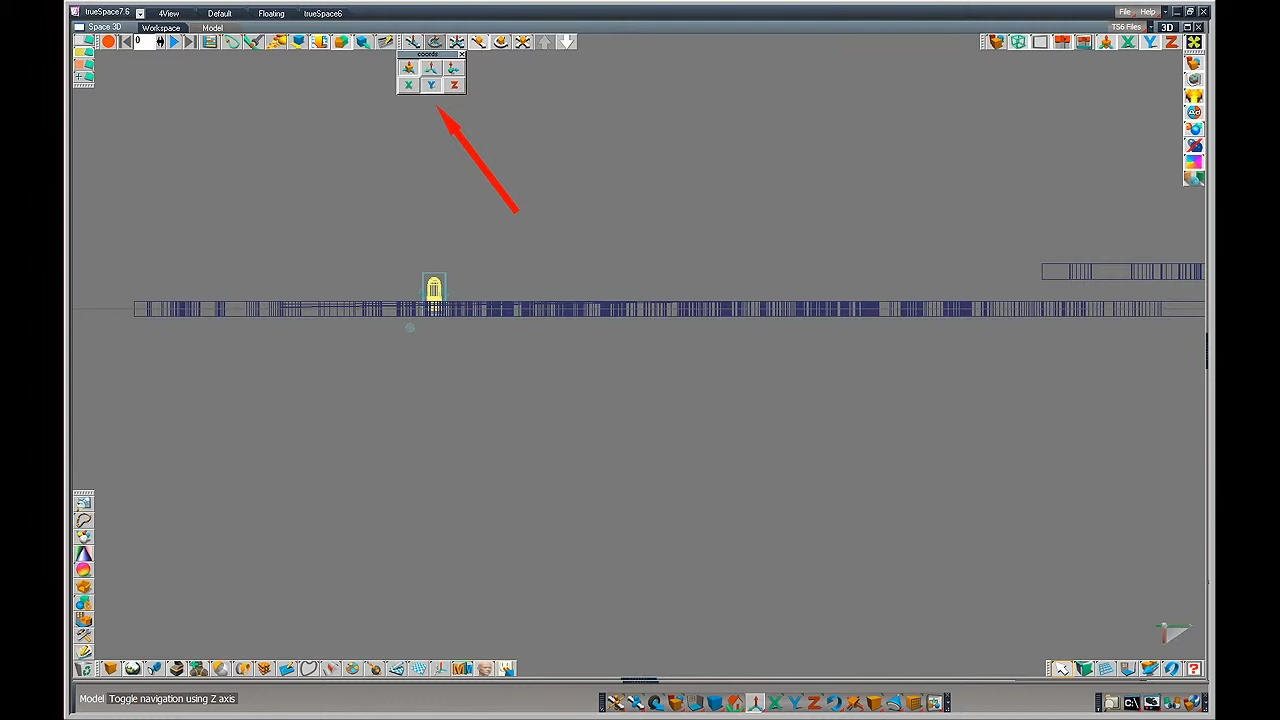 trueSpace7.6 4View Default Floating trueSpace6 File Help
Space 3D Workspace Model TS6 Files 3D
0 X Y Z
X Y Z
Model Toggle navigation using Z axis X Y Z C:\